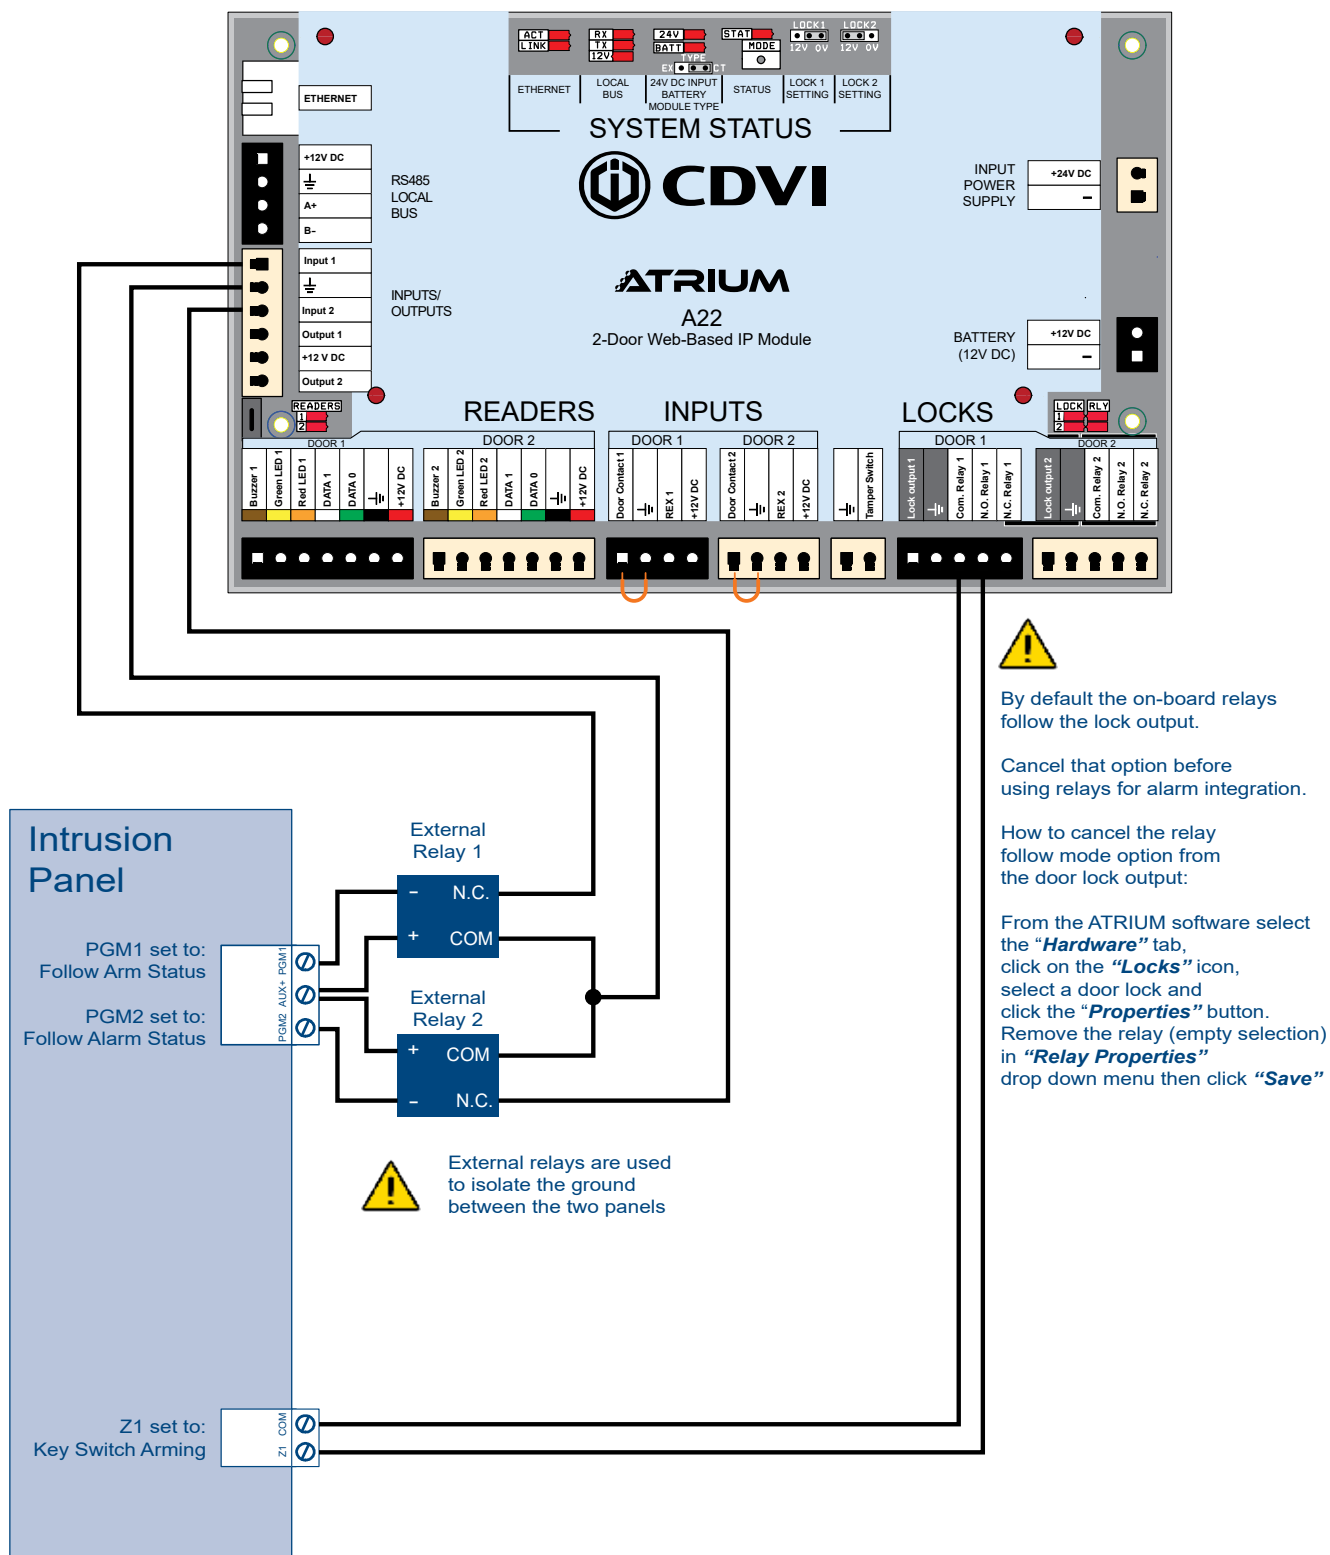 ACT
LINK
RX
TX
12V
24V
BATT
TYPE
EX CT
STAT
MODE
LOCK1
12V 0V
LOCK2
12V 0V
ETHERNET
LOCAL
BUS
24V DC INPUT
BATTERY
MODULE TYPE
STATUS
LOCK 1
SETTING
LOCK 2
SETTING
SYSTEM STATUS
CDVI
ATRIUM
A22
2-Door Web-Based IP Module
ETHERNET
+12V DC
A+
B-
RS485
LOCAL
BUS
Input 1
Input 2
Output 1
+12 V DC
Output 2
INPUTS/
OUTPUTS
INPUT
POWER
SUPPLY
+24V DC
–
BATTERY
(12V DC)
+12V DC
–
READERS
1
2
LOCK RLY
1
2
READERS
INPUTS
LOCKS
DOOR 1
DOOR 2
DOOR 1
DOOR 2
DOOR 1
DOOR 2
Buzzer 1
Green LED 1
Red LED 1
DATA 1
DATA 0
+12V DC
Buzzer 2
Green LED 2
Red LED 2
DATA 1
DATA 0
+12V DC
Door Contact 1
REX 1
+12V DC
Door Contact 2
REX 2
+12V DC
Tamper Switch
Lock output 1
Com. Relay 1
N.O. Relay 1
N.C. Relay 1
Lock output 2
Com. Relay 2
N.O. Relay 2
N.C. Relay 2
By default the on-board relays
follow the lock output.
Cancel that option before
using relays for alarm integration.
How to cancel the relay
follow mode option from
the door lock output:
From the ATRIUM software select
the “Hardware” tab,
click on the “Locks” icon,
select a door lock and
click the “Properties” button.
Remove the relay (empty selection)
in “Relay Properties”
drop down menu then click “Save”
Intrusion
Panel
PGM1 set to:
Follow Arm Status
PGM2 set to:
Follow Alarm Status
PGM1
AUX+
PGM2
External
Relay 1
– N.C.
+ COM
External
Relay 2
+ COM
– N.C.
External relays are used
to isolate the ground
between the two panels
Z1 set to:
Key Switch Arming
COM
Z1